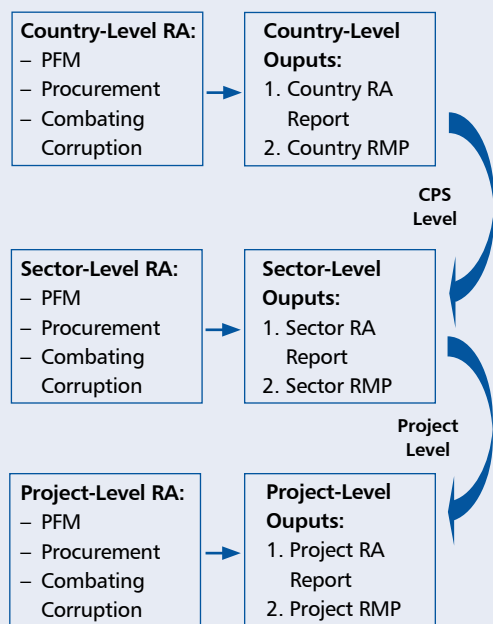 Country-Level RA:
– PFM
– Procurement
– Combating
Corruption
Country-Level
Ouputs:
1. Country RA
Report
2. Country RMP
CPS
Level
Sector-Level RA:
– PFM
– Procurement
– Combating
Corruption
Sector-Level
Ouputs:
1. Sector RA
Report
2. Sector RMP
Project
Level
Project-Level RA:
– PFM
– Procurement
– Combating
Corruption
Project-Level
Ouputs:
1. Project RA
Report
2. Project RMP